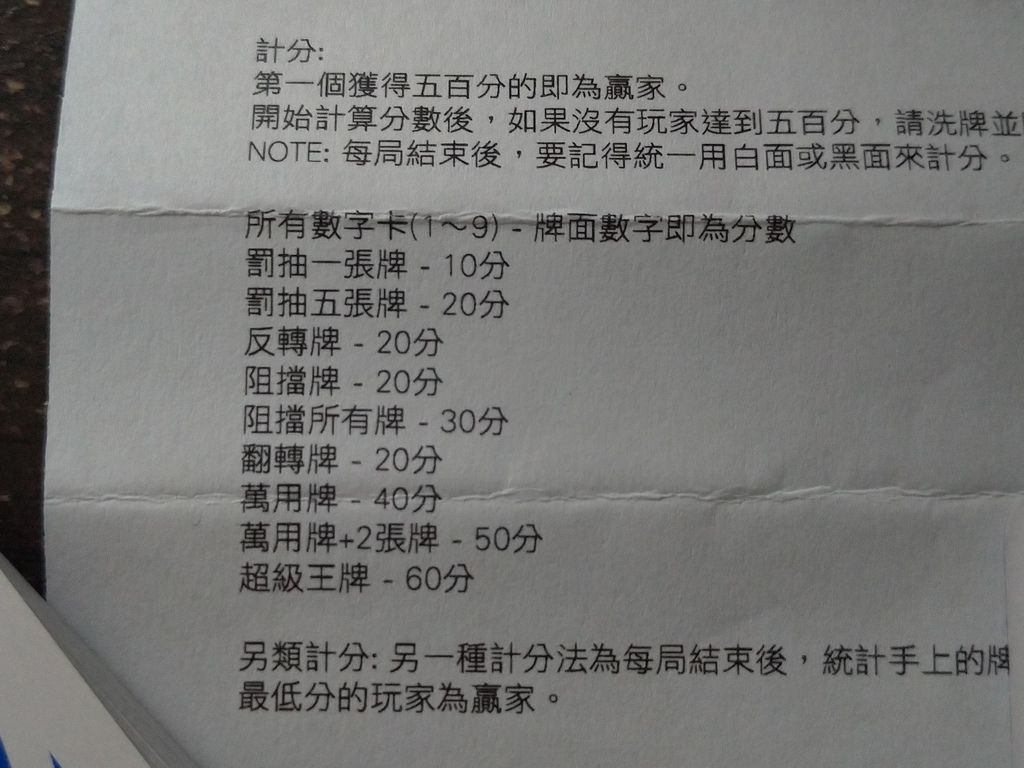 計分:
第一個獲得五百分的即為贏家。
開始計算分數後，如果沒有玩家達到五百分，請洗牌並
NOTE: 每局結束後，要記得統一用白面或黑面來計分。
所有數字卡(1～9) - 牌面數字即為分數
罰抽一張牌 - 10分
罰抽五張牌 - 20分
反轉牌 - 20分
阻擋牌 - 20分
阻擋所有牌 - 30分
翻轉牌 - 20分
萬用牌 - 40分
萬用牌+2張牌 - 50分
超級王牌 - 60分
另類計分: 另一種計分法為每局結束後，統計手上的牌
最低分的玩家為贏家。